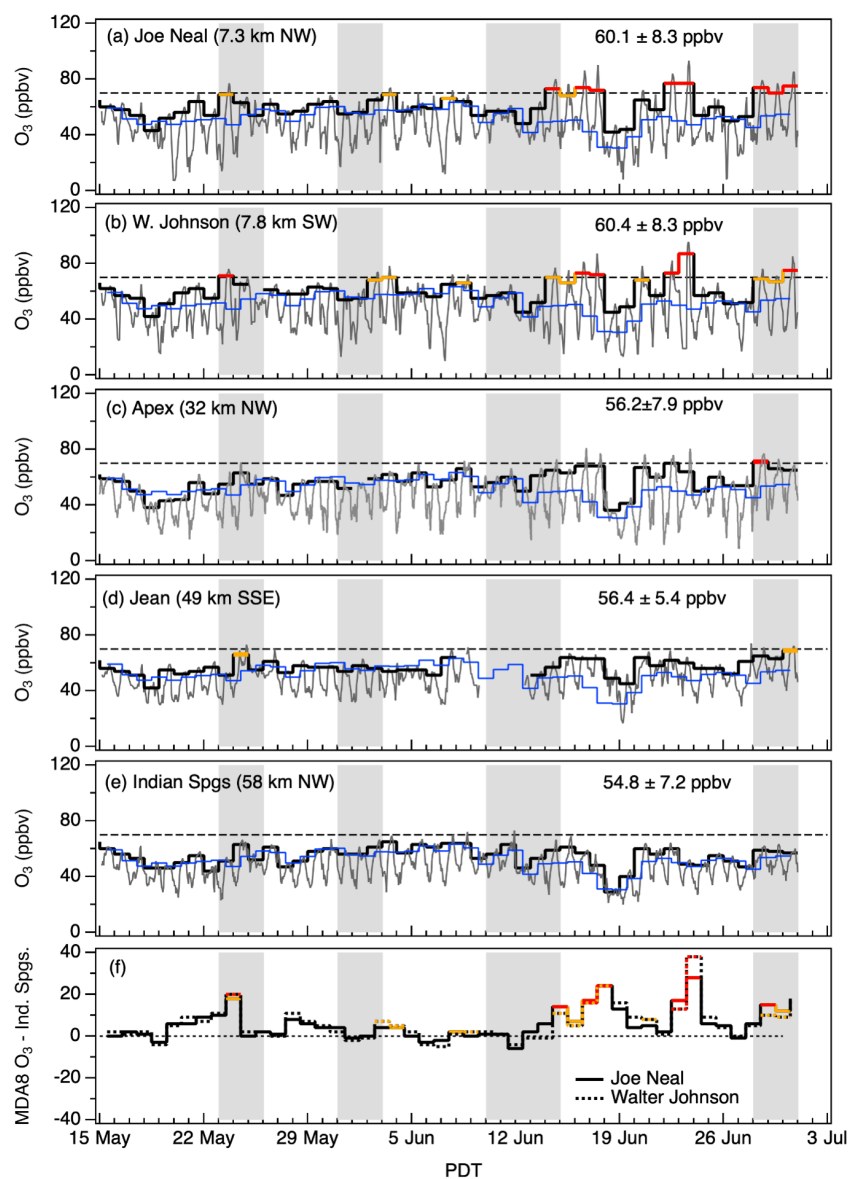 120
(a) Joe Neal (7.3 km NW)
60.1 ± 8.3 ppbv
80
40
0
O3 (ppbv)
120
(b) W. Johnson (7.8 km SW)
60.4 ± 8.3 ppbv
80
40
0
O3 (ppbv)
120
(c) Apex (32 km NW)
56.2±7.9 ppbv
80
40
0
O3 (ppbv)
120
(d) Jean (49 km SSE)
56.4 ± 5.4 ppbv
80
40
0
O3 (ppbv)
120
(e) Indian Spgs (58 km NW)
54.8 ± 7.2 ppbv
80
40
0
O3 (ppbv)
40
(f)
20
0
-20
-40
MDA8 O3 - Ind. Spgs.
Joe Neal
Walter Johnson
15 May 22 May 29 May 5 Jun 12 Jun 19 Jun 26 Jun 3 Jul
PDT